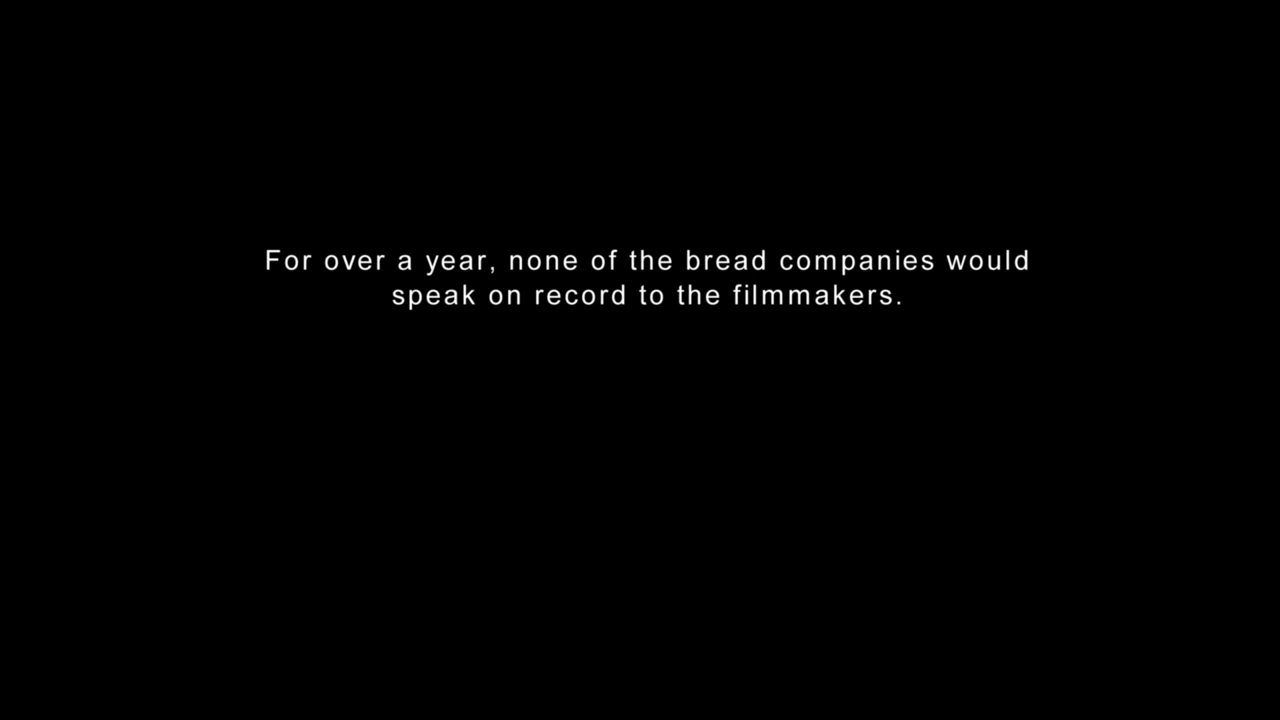 For over a year, none of the bread companies would
speak on record to the filmmakers.